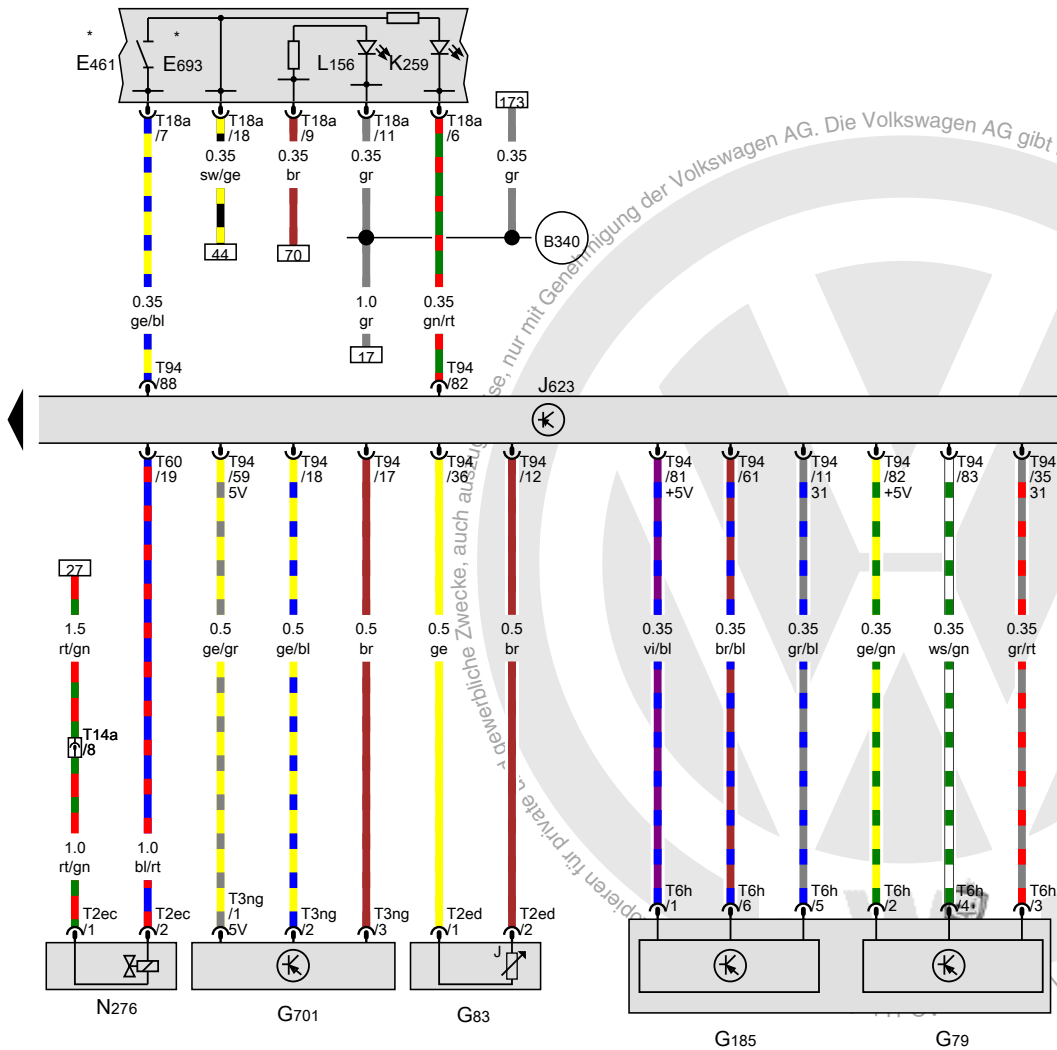 *
*
E461
E693
L156
K259
T18a
/7
T18a
/18
T18a
/9
T18a
/11
T18a
/6
173
0.35
sw/ge
0.35
br
0.35
gr
0.35
gr
44
70
B340
0.35
ge/bl
1.0
gr
0.35
gn/rt
17
T94
/88
T94
/82
J623
T60
/19
T94
/59
5V
T94
/18
T94
/17
T94
/36
T94
/12
T94
/81
+5V
T94
/61
T94
/11
31
T94
/82
+5V
T94
/83
T94
/35
31
27
1.5
rt/gn
0.5
ge/gr
0.5
ge/bl
0.5
br
0.5
ge
0.5
br
0.35
vi/bl
0.35
br/bl
0.35
gr/bl
0.35
ge/gn
0.35
ws/gn
0.35
gr/rt
T14a
/8
1.0
rt/gn
1.0
bl/rt
T2ec
/1
T2ec
/2
T3ng
/1
5V
T3ng
/2
T3ng
/3
T2ed
/1
T2ed
/2
T6h
/1
T6h
/6
T6h
/5
T6h
/2
T6h
/4
T6h
/3
J
N276
G701
G83
G185
G79
opieren für private u gewerbliche Zwecke, auch auszug se, nur mit Genehmigung der Volkswagen AG. Die Volkswagen AG gibt